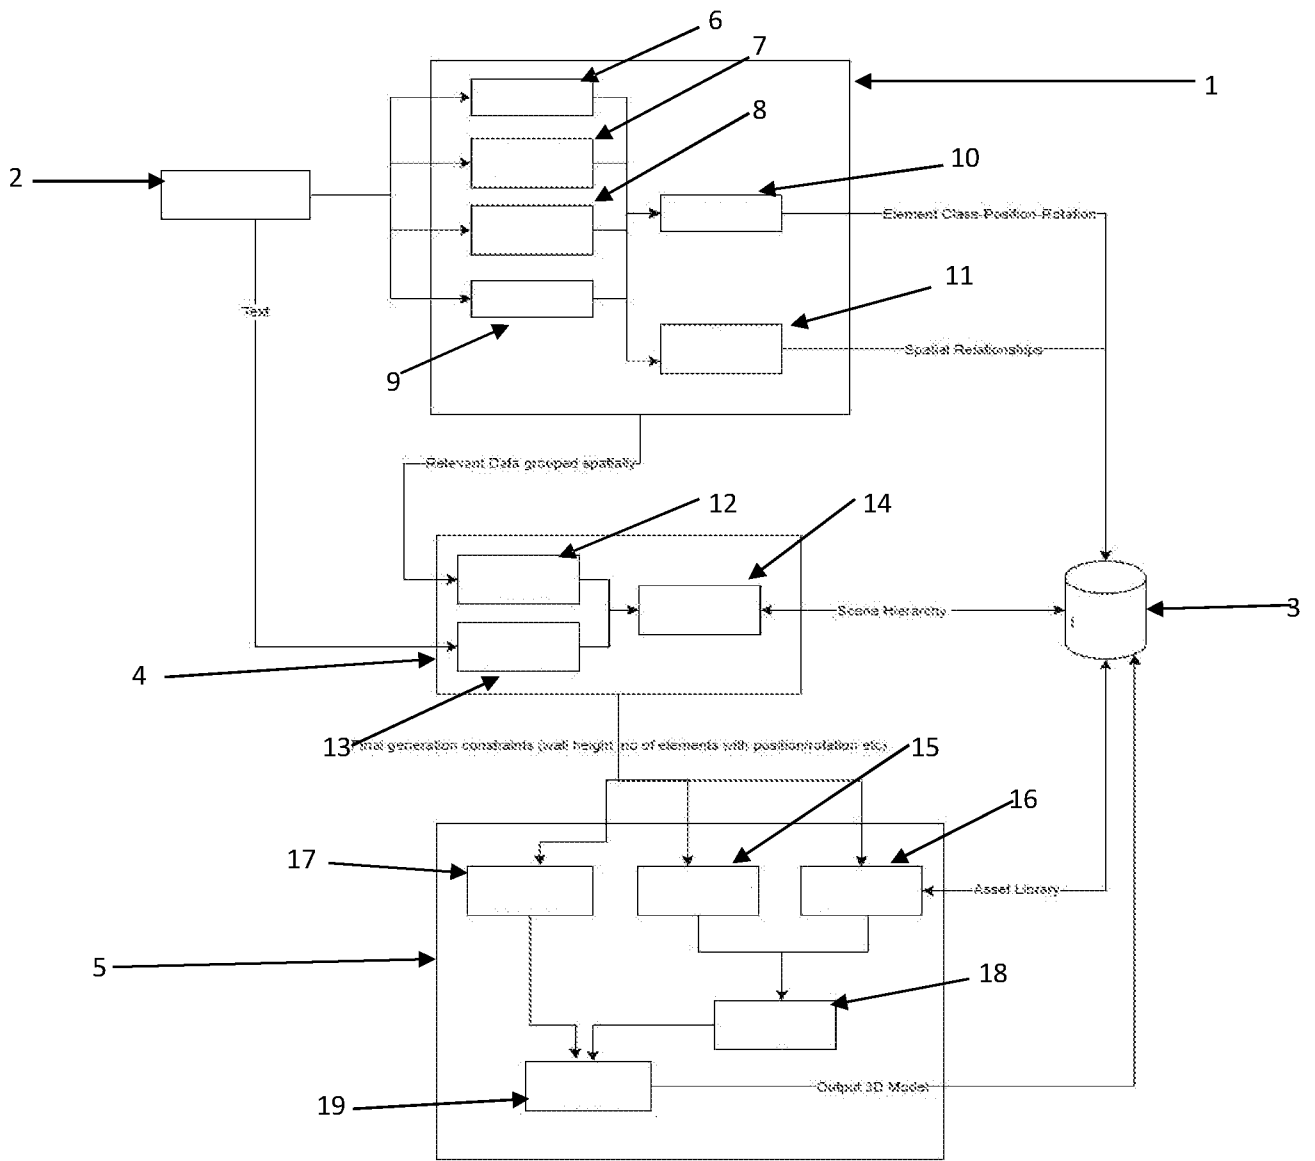 6
7
1
8
10
2
Element Class-Position-Rotation
11
Text
Spatial Relationships
9
Relevant Data grouped spatially
12
14
Scene Hierarchy
3
4
13
Final generation constraints (wall height, no of elements with position/rotation etc)
15
16
17
Asset Library
5
18
Output 3D Model
19